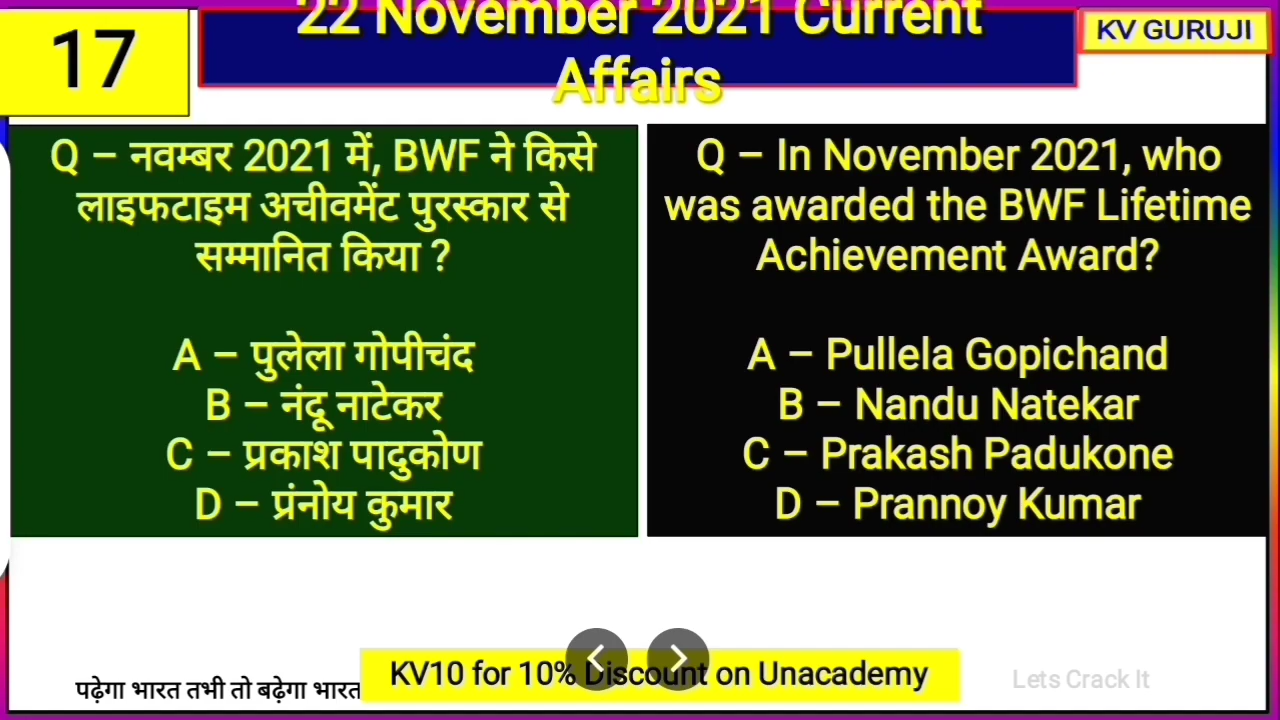 17
22 November 2021 Current
Affairs
KV GURUJI
Q – नवम्बर 2021 में, BWF ने किसे
लाइफटाइम अचीवमेंट पुरस्कार से
सम्मानित किया ?
A – पुलेला गोपीचंद
B – नंदू नाटेकर
C – प्रकाश पादुकोण
D – प्रंनोय कुमार
Q – In November 2021, who
was awarded the BWF Lifetime
Achievement Award?
A – Pullela Gopichand
B – Nandu Natekar
C – Prakash Padukone
D – Prannoy Kumar
पढ़ेगा भारत तभी तो बढ़ेगा भारत
KV10 for 10% Discount on Unacademy
Lets Crack It